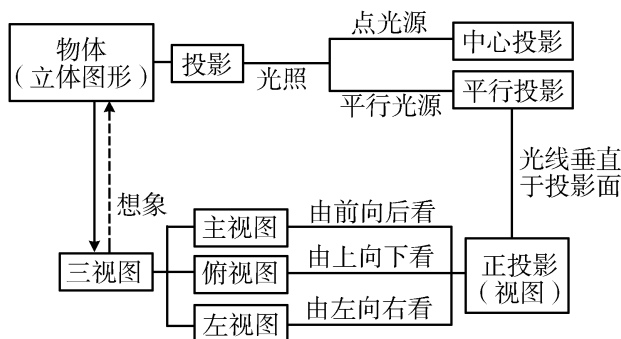 物体
（立体图形）
投影
光照
点光源
中心投影
平行光源
平行投影
光线垂直
于投影面
想象
三视图
主视图
由前向后看
俯视图
由上向下看
左视图
由左向右看
正投影
（视图）